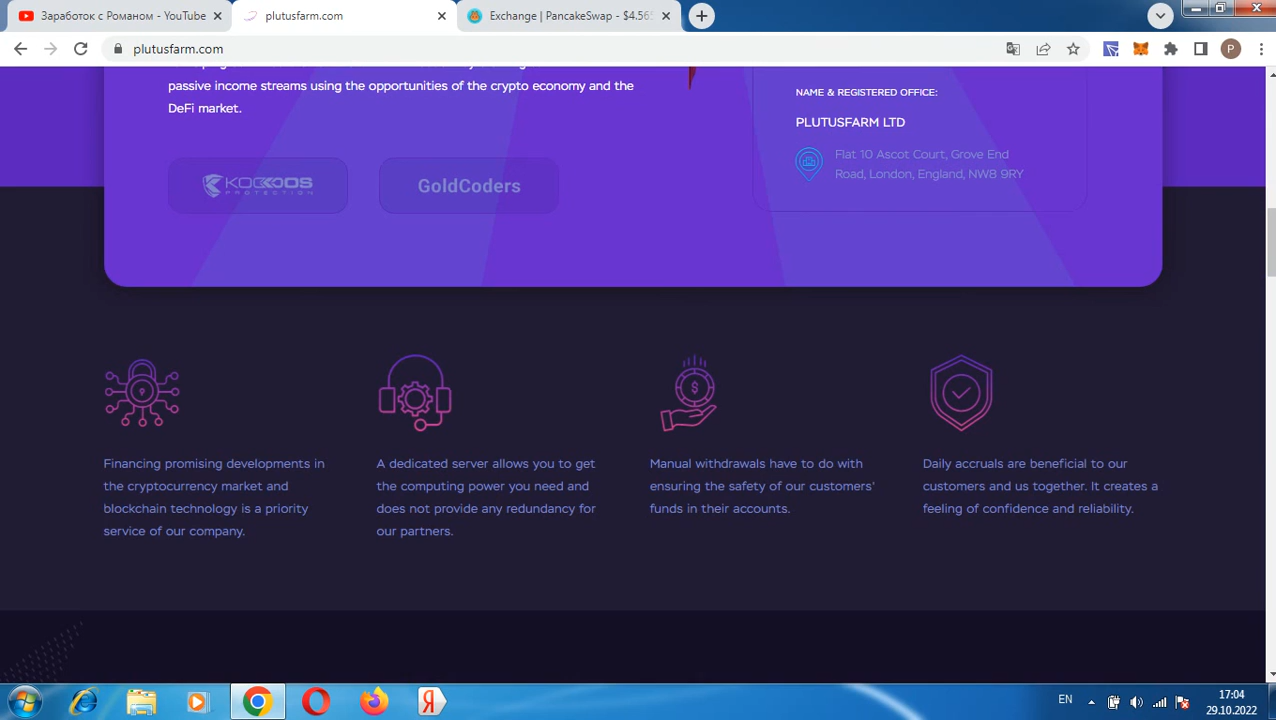 Заработок с Романом - YouTube
plutusfarm.com
Exchange | PancakeSwap - $4.565
plutusfarm.com
P
passive income streams using the opportunities of the crypto economy and the
DeFi market.
NAME & REGISTERED OFFICE:
PLUTUSFARM LTD
Flat 10 Ascot Court, Grove End
Road, London, England, NW8 9RY
PROTECTION
GoldCoders
Financing promising developments in
the cryptocurrency market and
blockchain technology is a priority
service of our company.
A dedicated server allows you to get
the computing power you need and
does not provide any redundancy for
our partners.
Manual withdrawals have to do with
ensuring the safety of our customers'
funds in their accounts.
Daily accruals are beneficial to our
customers and us together. It creates a
feeling of confidence and reliability.
EN
17:04
29.10.2022